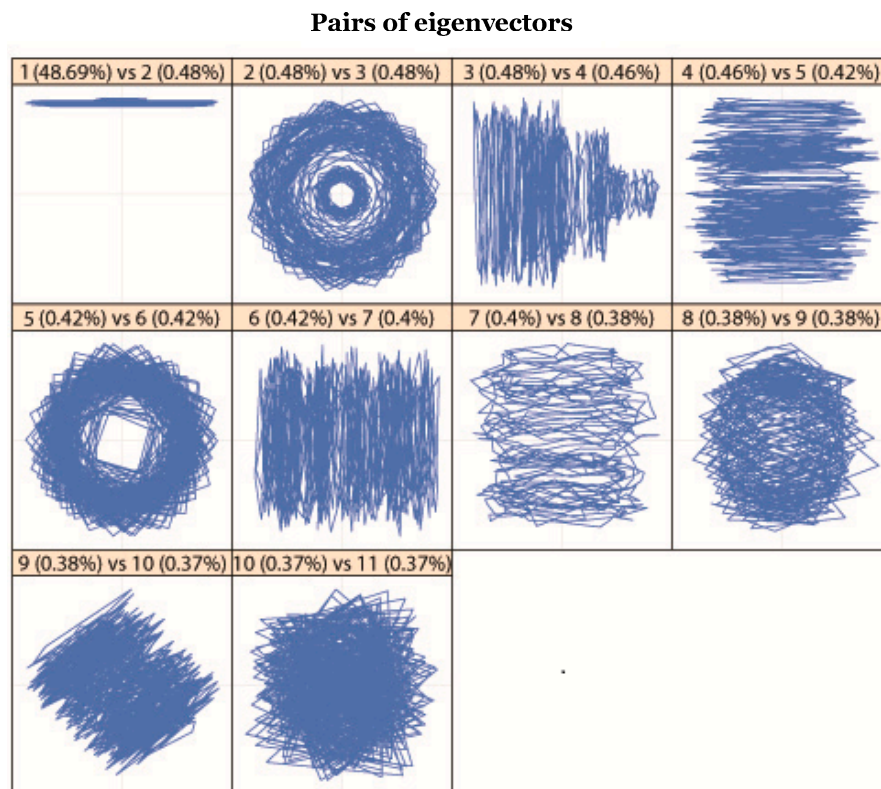 Pairs of eigenvectors
1 (48.69%) vs 2 (0.48%)
2 (0.48%) vs 3 (0.48%)
3 (0.48%) vs 4 (0.46%)
4 (0.46%) vs 5 (0.42%)
5 (0.42%) vs 6 (0.42%)
6 (0.42%) vs 7 (0.4%)
7 (0.4%) vs 8 (0.38%)
8 (0.38%) vs 9 (0.38%)
9 (0.38%) vs 10 (0.37%)
10 (0.37%) vs 11 (0.37%)